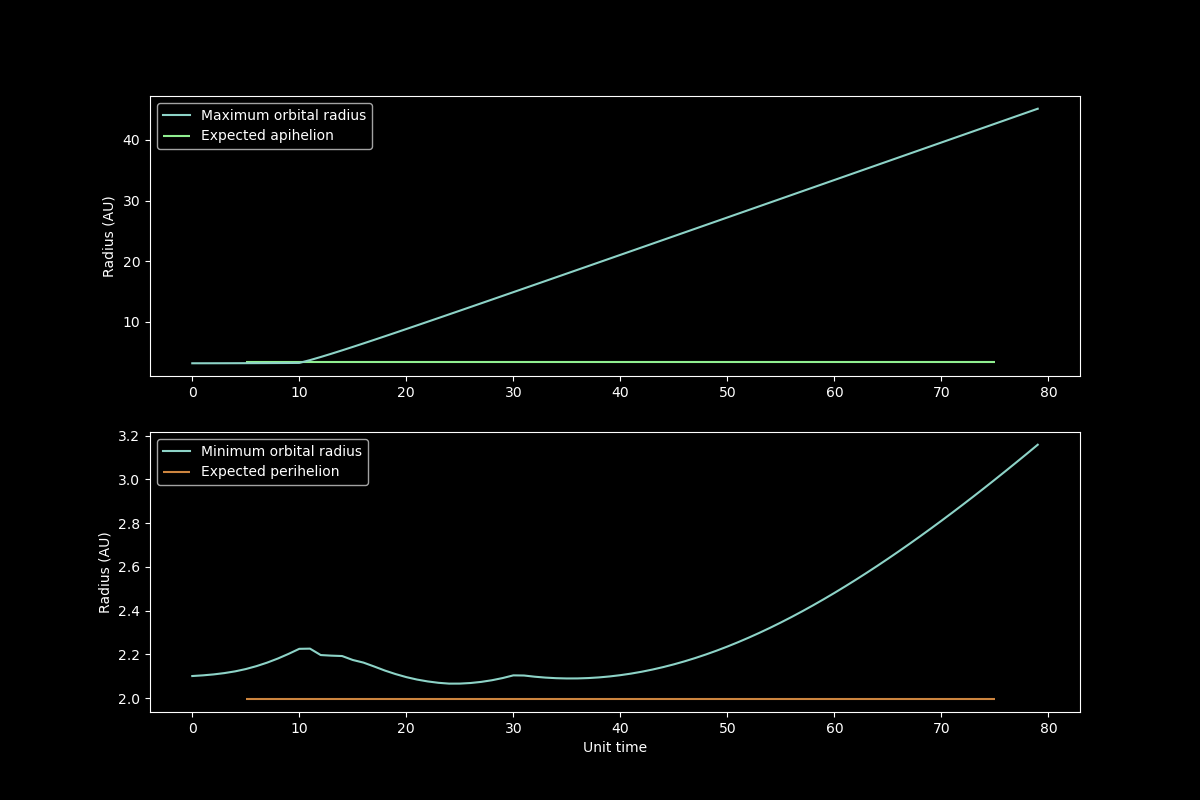 Maximum orbital radius
Expected apihelion
40
30
20
10
Radius (AU)
0 10 20 30 40 50 60 70 80
Minimum orbital radius
Expected perihelion
3.2
3.0
2.8
2.6
2.4
2.2
2.0
Radius (AU)
0 10 20 30 40 50 60 70 80
Unit time